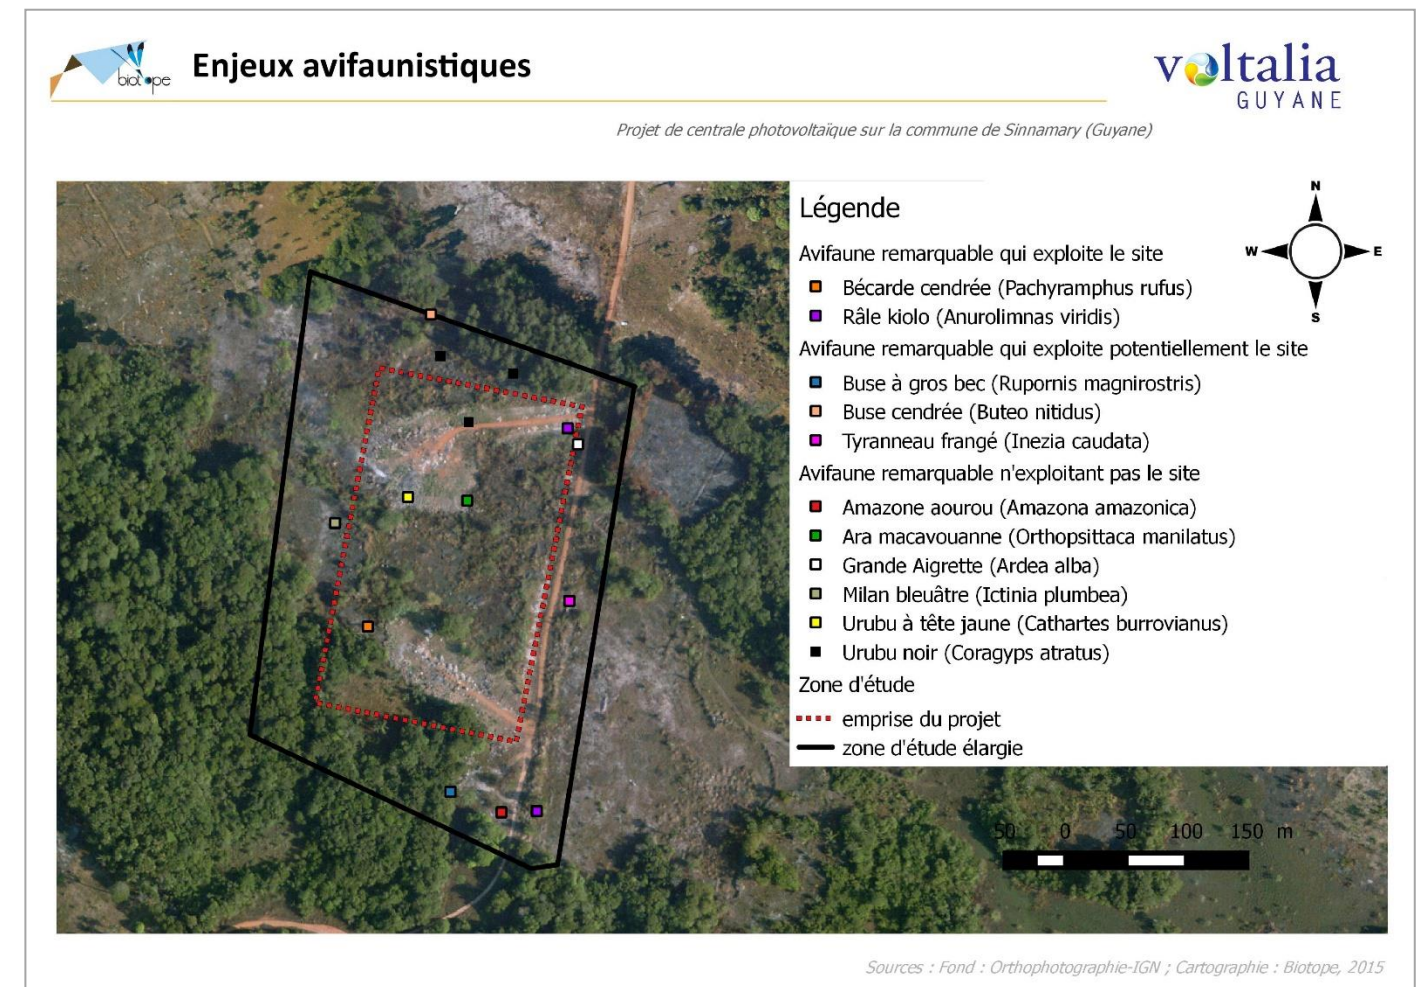 biotope
Enjeux avifaunistiques
voltalia
GUYANE
Projet de centrale photovoltaïque sur la commune de Sinnamary (Guyane)
Légende
Avifaune remarquable qui exploite le site
Bécarde cendrée (Pachyramphus rufus)
Râle kiolo (Anurolimnas viridis)
Avifaune remarquable qui exploite potentiellement le site
Buse à gros bec (Rupornis magnirostris)
Buse cendrée (Buteo nitidus)
Tyranneau frangé (Inezia caudata)
Avifaune remarquable n'exploitant pas le site
Amazone aourou (Amazona amazonica)
Ara macavouanne (Orthopsittaca manilatus)
Grande Aigrette (Ardea alba)
Milan bleuâtre (Ictinia plumbea)
Urubu à tête jaune (Cathartes burrovianus)
Urubu noir (Coragyps atratus)
Zone d'étude
emprise du projet
zone d'étude élargie
N
W E
S
50 0 50 100 150 m
Sources : Fond : Orthophotographie-IGN ; Cartographie : Biotope, 2015